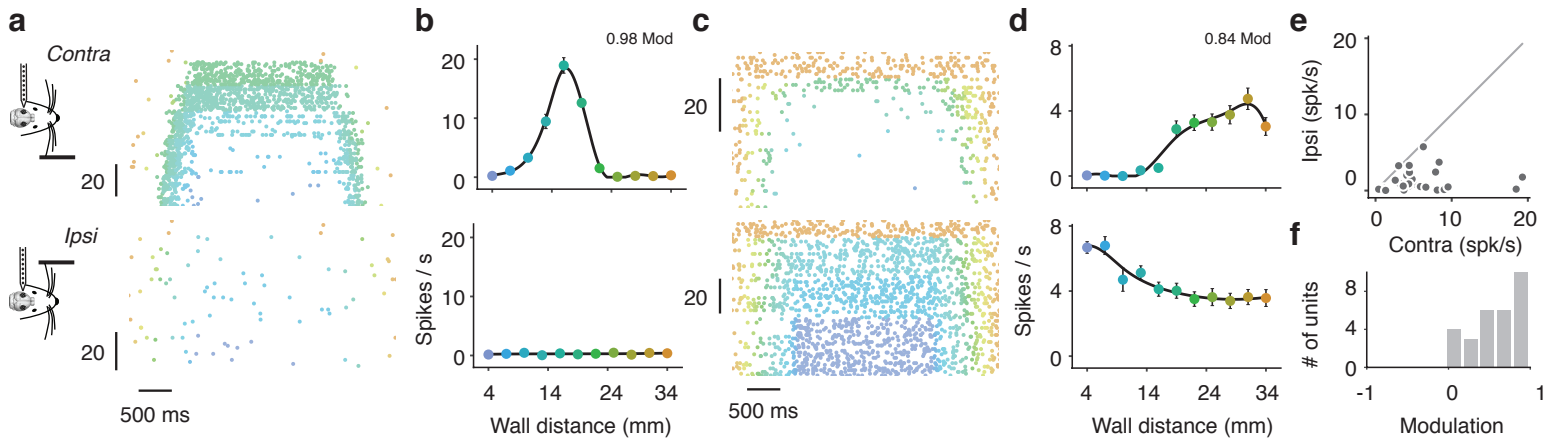 a
Contra
20
Ipsi
20
500 ms
b
0.98 Mod
20
10
0
20
10
0
Spikes / s
4
14
24
34
Wall distance (mm)
c
20
20
500 ms
d
0.84 Mod
8
4
0
8
4
0
Spikes / s
4
14
24
34
Wall distance (mm)
e
20
10
0
Ipsi (spk/s)
0
10
20
Contra (spk/s)
f
8
4
0
# of units
-1
0
1
Modulation